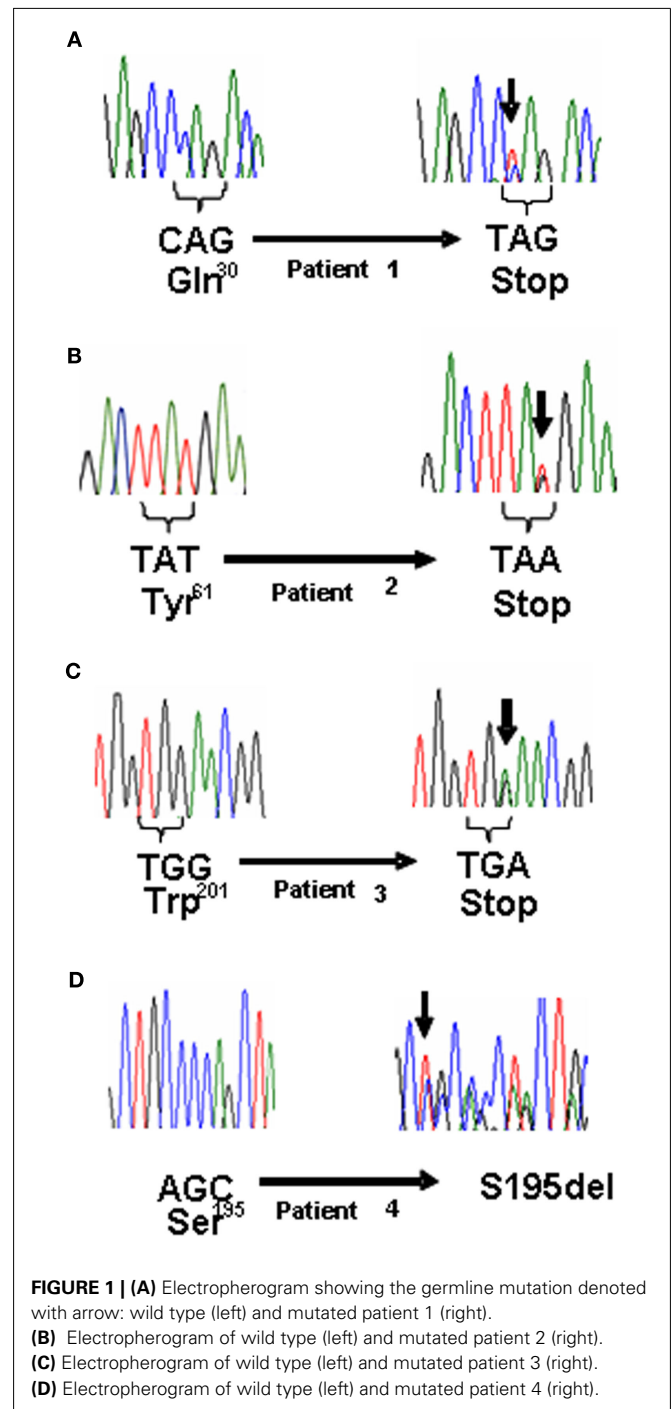 A
CAG
TAG
Gln30
Patient 1
Stop
B
TAT
TAA
Tyr61
Patient 2
Stop
C
TGG
TGA
Trp201
Patient 3
Stop
D
AGC
S195del
Ser195
Patient 4
FIGURE 1 | (A) Electropherogram showing the germline mutation denoted
with arrow: wild type (left) and mutated patient 1 (right).
(B) Electropherogram of wild type (left) and mutated patient 2 (right).
(C) Electropherogram of wild type (left) and mutated patient 3 (right).
(D) Electropherogram of wild type (left) and mutated patient 4 (right).